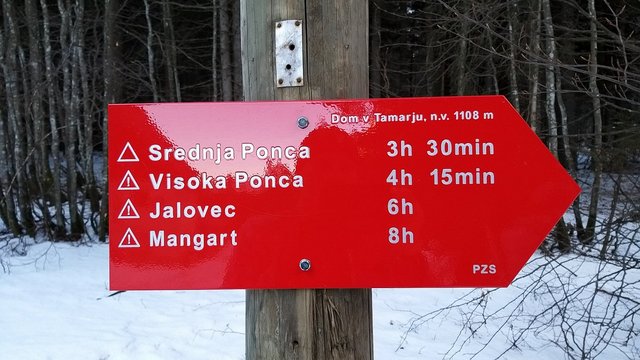 Dom v Tamarju, n.v. 1108 m
Srednja Ponca 3h 30min
Visoka Ponca 4h 15min
Jalovec 6h
Mangart 8h
PZS